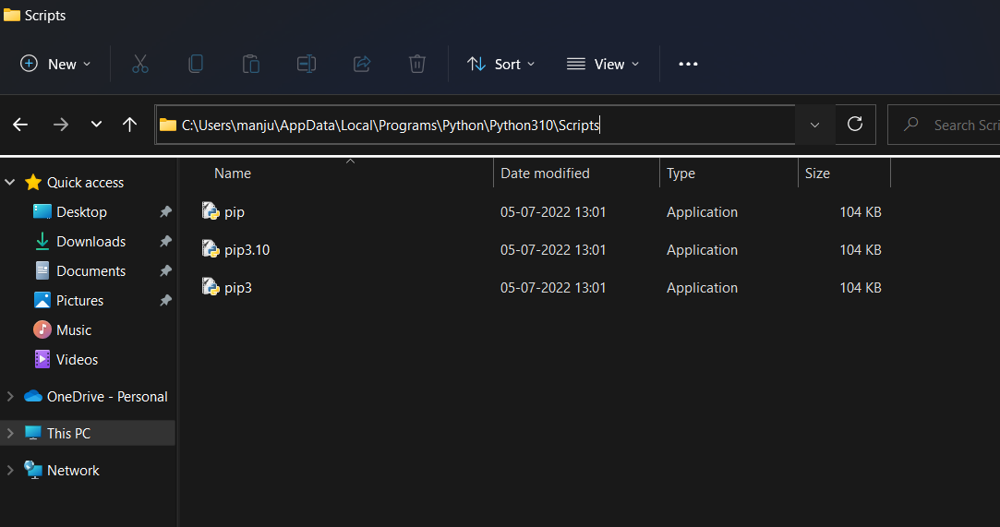 Scripts
New Sort View
C:\Users\manju\AppData\Local\Programs\Python\Python310\Scripts
Search Scri
Quick access
Desktop
Downloads
Documents
Pictures
Music
Videos
OneDrive - Personal
This PC
Network
Name Date modified Type Size
pip 05-07-2022 13:01 Application 104 KB
pip3.10 05-07-2022 13:01 Application 104 KB
pip3 05-07-2022 13:01 Application 104 KB